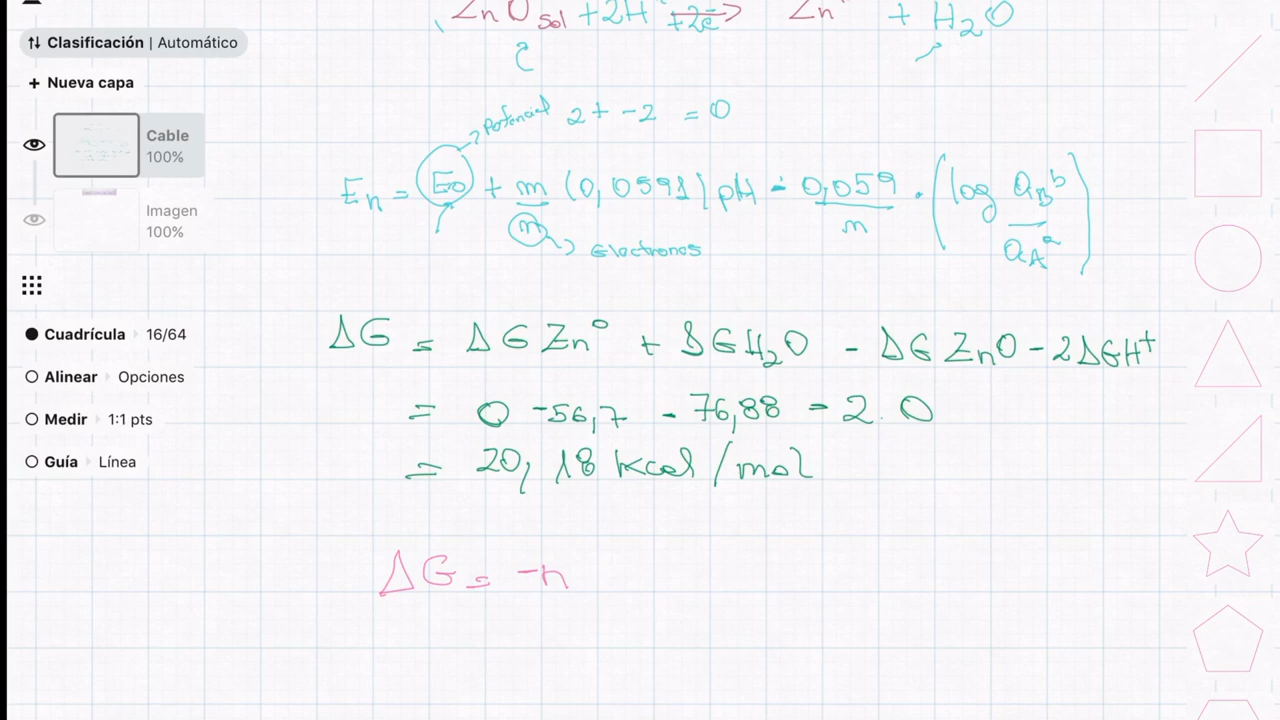 ZnO sol + 2H +2e⁻ → Zn + H₂O
Clasificación | Automático
+ Nueva capa
Cable
100%
Imagen
100%
Potencial 2+ -2 = 0
En = E₀ + m/n (0,0591) pH - 0,059/n . (log aB^b / aA^a)
Electrones
ΔG = ΔG Zn° + ΔG H₂O - ΔG ZnO - 2ΔGH⁺
= 0 -56,7 - 76,88 - 2.0
= 20,18 kcal/mol
ΔG = -n
Cuadrícula 16/64
Alinear Opciones
Medir 1:1 pts
Guía Línea